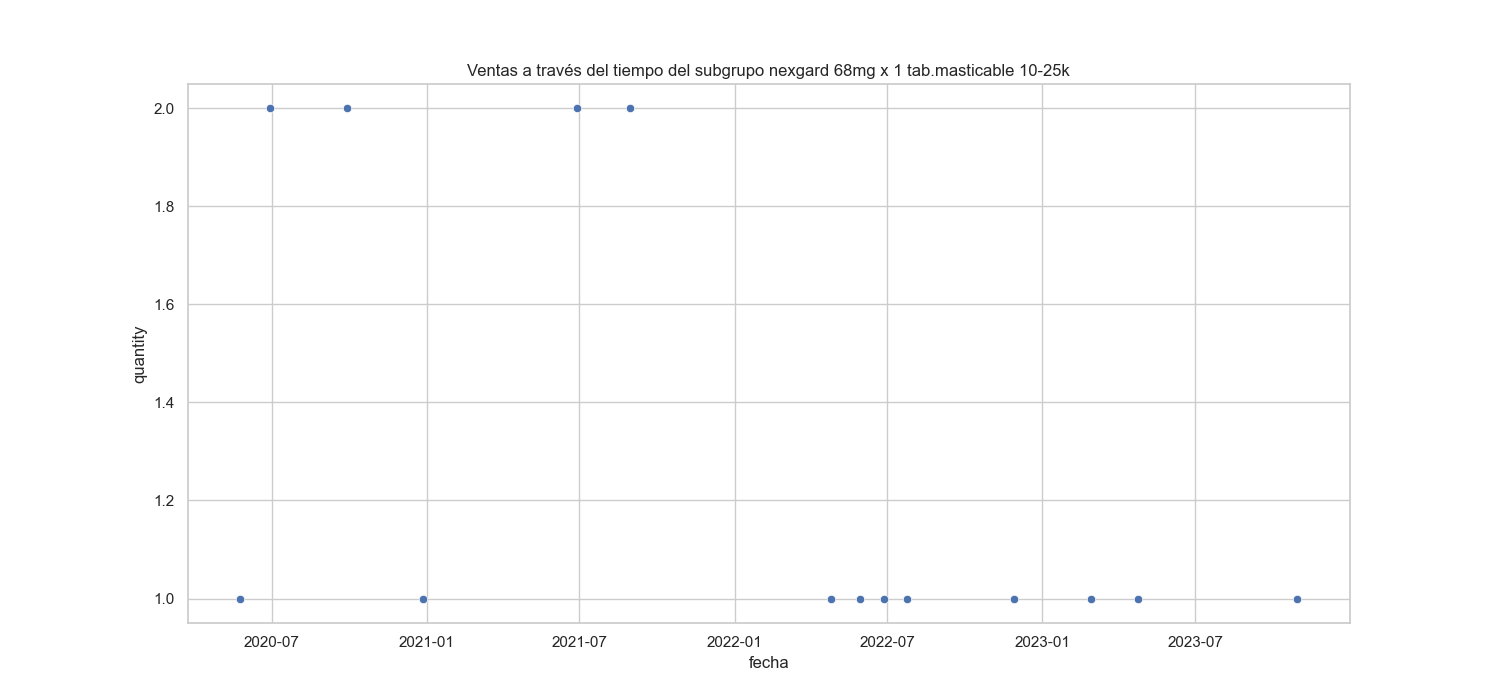 Ventas a través del tiempo del subgrupo nexgard 68mg x 1 tab.masticable 10-25k
2.0
1.8
1.6
1.4
1.2
1.0
quantity
2020-07 2021-01 2021-07 2022-01 2022-07 2023-01 2023-07
fecha